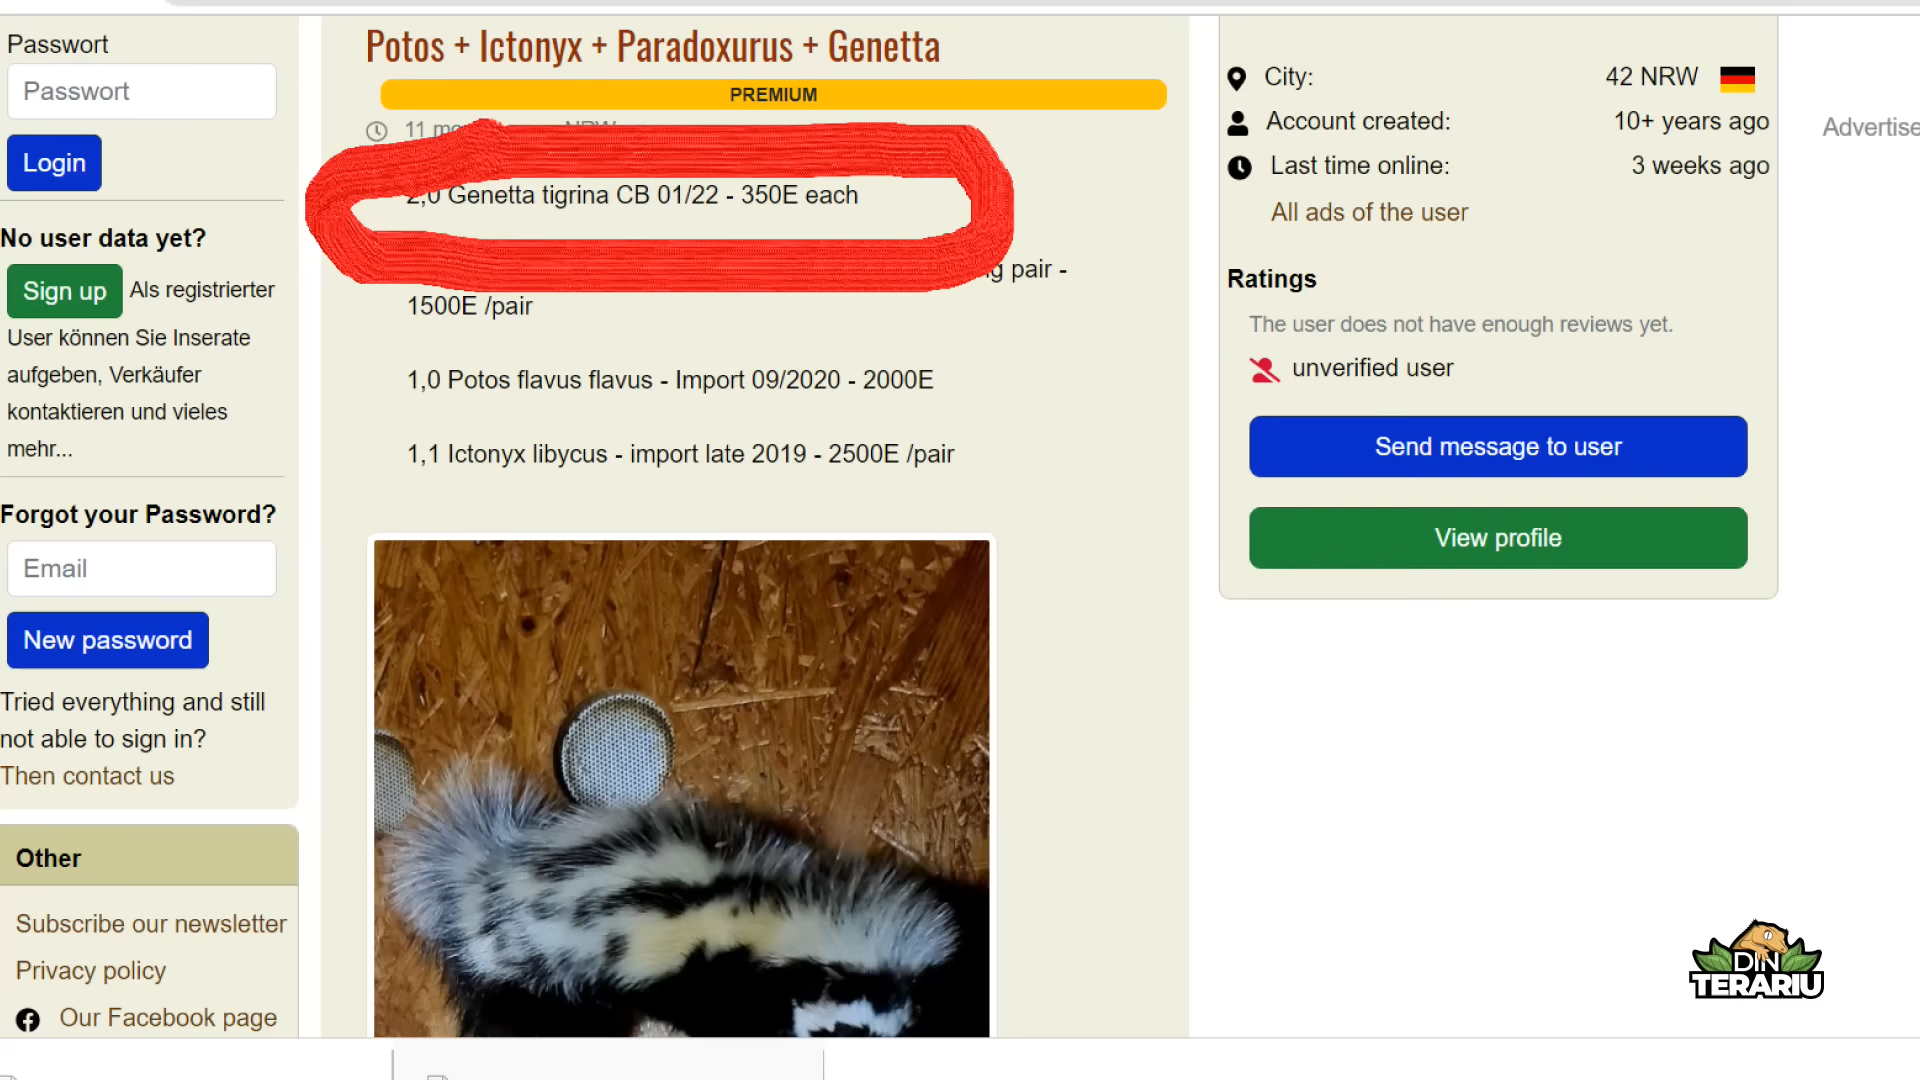 Passwort
Passwort
Login
No user data yet?
Sign up Als registrierter
User können Sie Inserate
aufgeben, Verkäufer
kontaktieren und vieles
mehr...
Forgot your Password?
Email
New password
Tried everything and still
not able to sign in?
Then contact us
Other
Subscribe our newsletter
Privacy policy
Our Facebook page
Potos + Ictonyx + Paradoxurus + Genetta
PREMIUM
11
2,0 Genetta tigrina CB 01/22 - 350E each
pair -
1500E /pair
1,0 Potos flavus flavus - Import 09/2020 - 2000E
1,1 Ictonyx libycus - import late 2019 - 2500E /pair
City: 42 NRW
Account created: 10+ years ago
Last time online: 3 weeks ago
All ads of the user
Ratings
The user does not have enough reviews yet.
unverified user
Send message to user
View profile
DIN
TERARIU